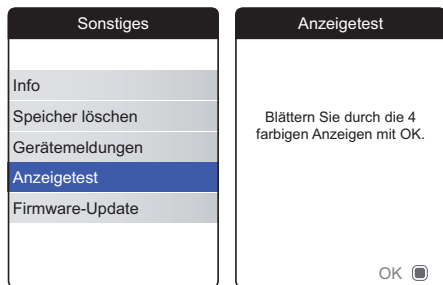 Sonstiges
Info
Speicher löschen
Gerätemeldungen
Anzeigetest
Firmware-Update
Anzeigetest
Blättern Sie durch die 4
farbigen Anzeigen mit OK.
OK